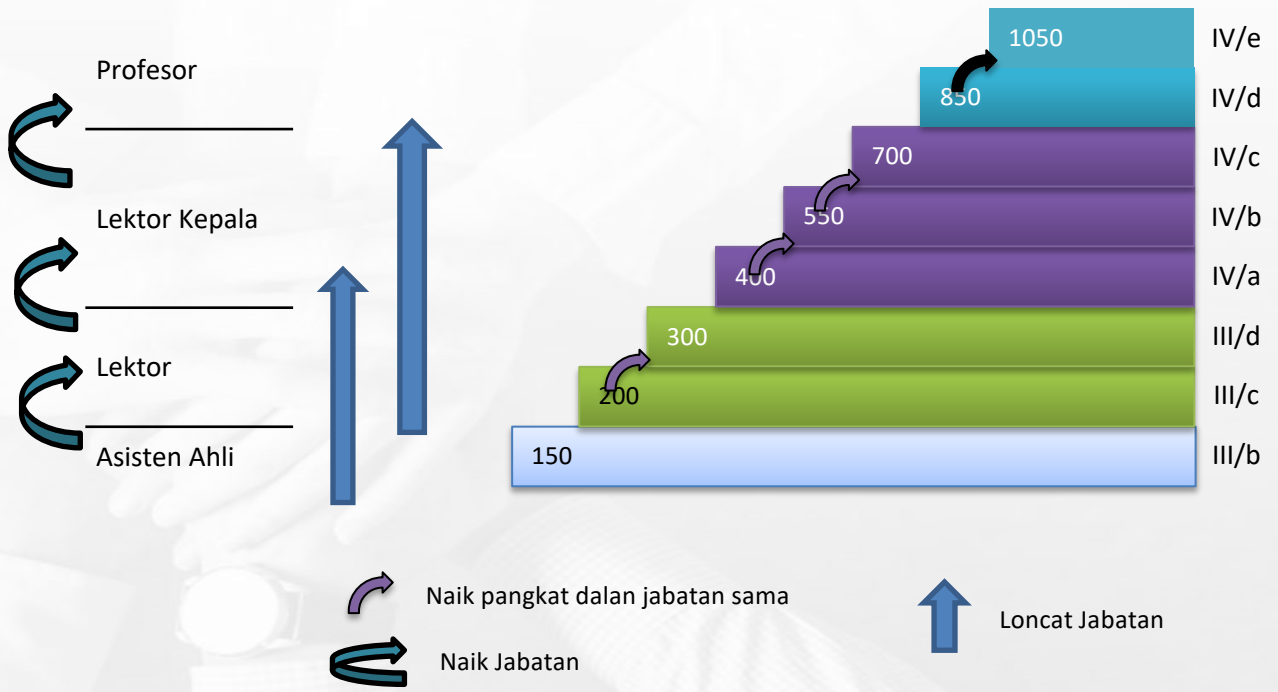 Profesor
Lektor Kepala
Lektor
Asisten Ahli
1050 IV/e
850 IV/d
700 IV/c
550 IV/b
400 IV/a
300 III/d
200 III/c
150 III/b
Naik pangkat dalan jabatan sama
Naik Jabatan
Loncat Jabatan